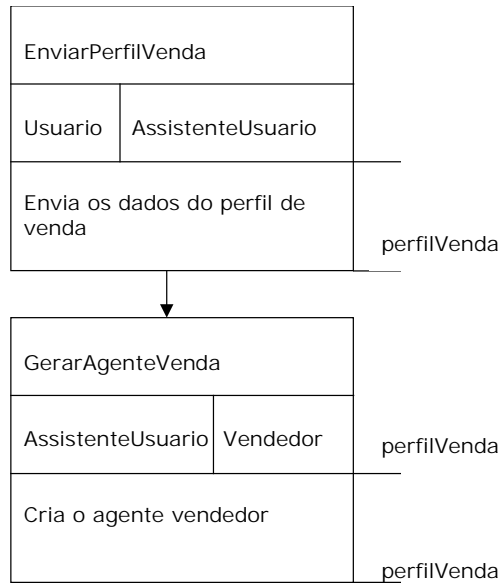 EnviarPerfilVenda
Usuario
AssistenteUsuario
Envia os dados do perfil de
venda
perfilVenda
GerarAgenteVenda
AssistenteUsuario
Vendedor
perfilVenda
Cria o agente vendedor
perfilVenda